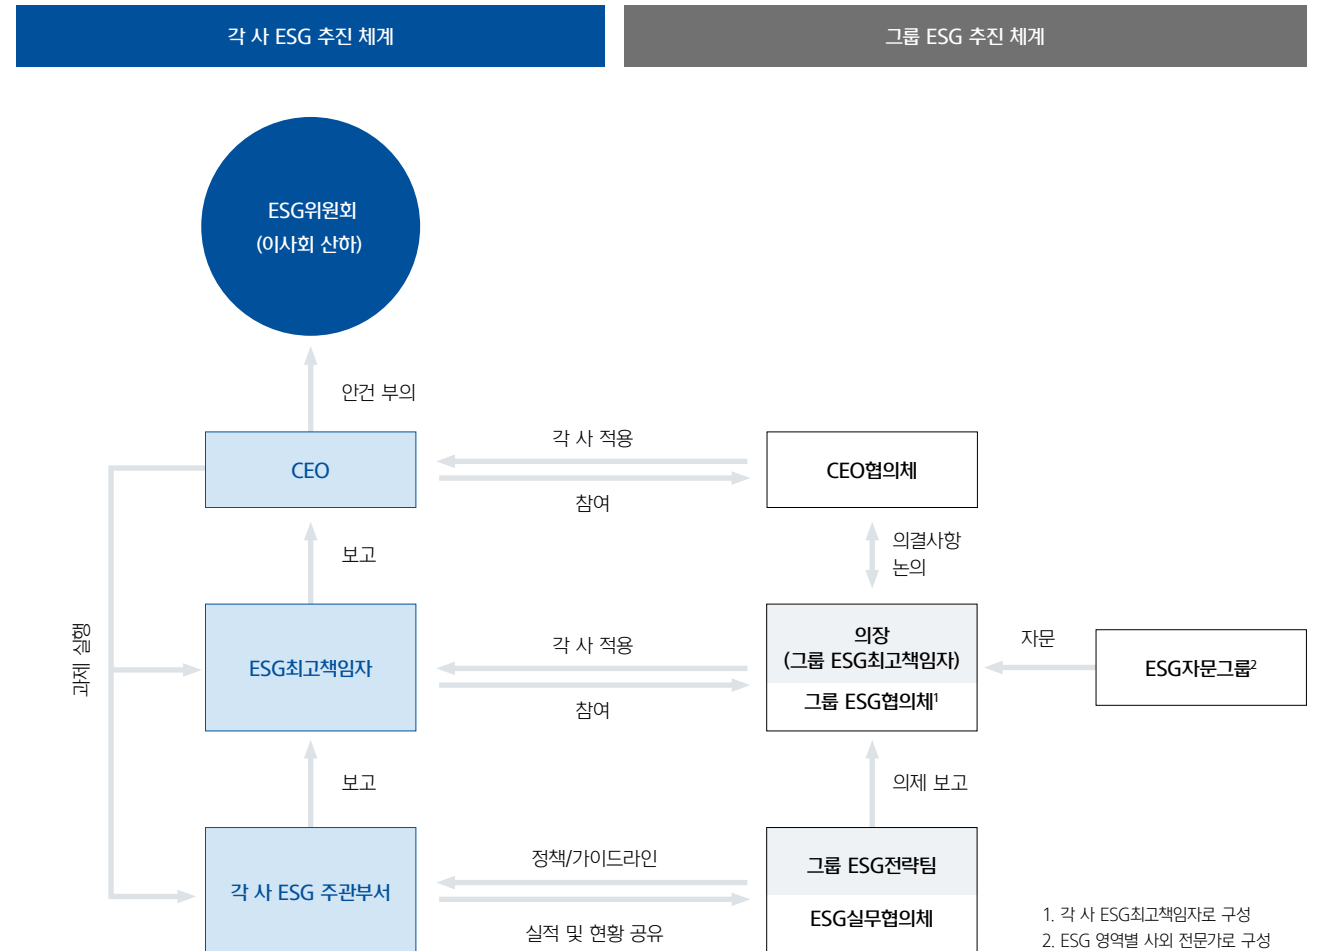 각 사 ESG 추진 체계
그룹 ESG 추진 체계
ESG위원회
(이사회 산하)
안건 부의
CEO
각 사 적용
참여
CEO협의체
보고
의결사항
논의
과제 실행
ESG최고책임자
각 사 적용
참여
의장
(그룹 ESG최고책임자)
그룹 ESG협의체1
자문
ESG자문그룹2
보고
의제 보고
각 사 ESG 주관부서
정책/가이드라인
실적 및 현황 공유
그룹 ESG전략팀
ESG실무협의체
1. 각 사 ESG최고책임자로 구성
2. ESG 영역별 사외 전문가로 구성